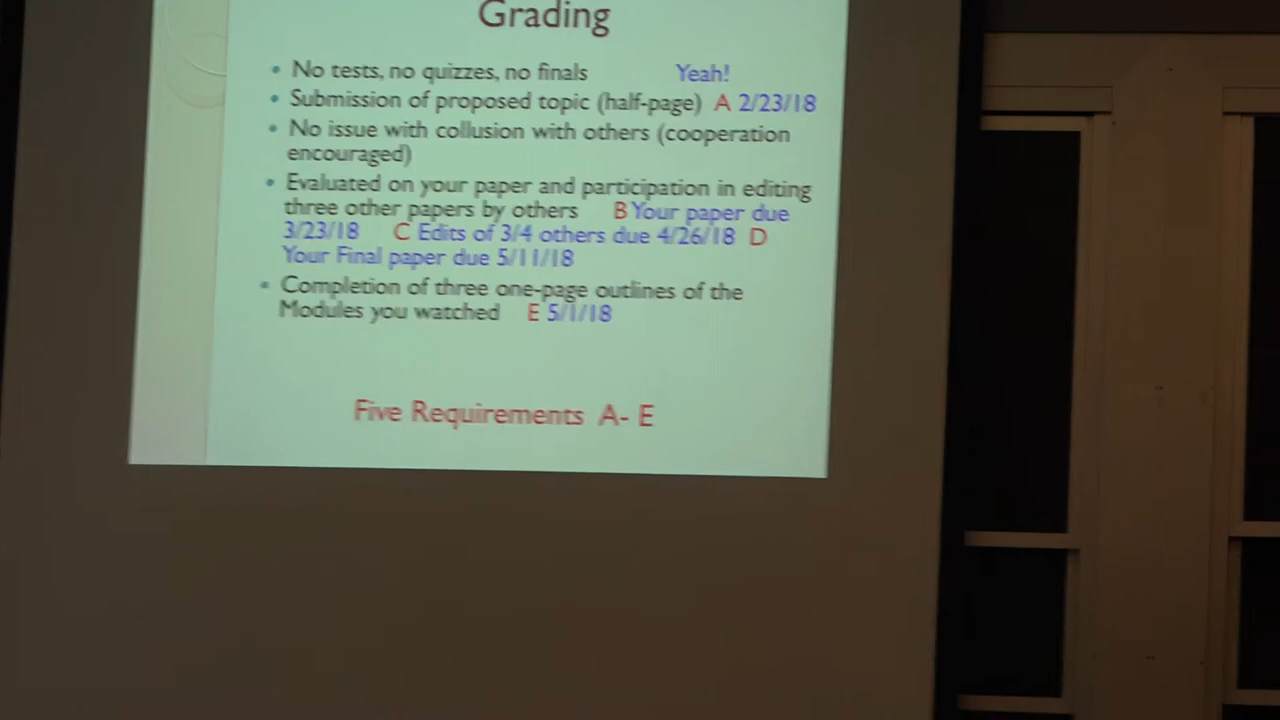 Grading
No tests, no quizzes, no finals Yeah!
Submission of proposed topic (half-page) A 2/23/18
No issue with collusion with others (cooperation
encouraged)
Evaluated on your paper and participation in editing
three other papers by others B Your paper due
3/23/18 C Edits of 3/4 others due 4/26/18 D
Your Final paper due 5/11/18
Completion of three one-page outlines of the
Modules you watched E 5/1/18
Five Requirements A- E